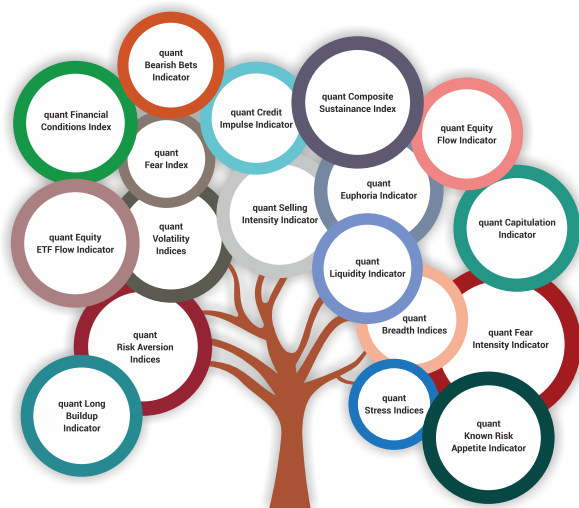 quant
Bearish Bets
Indicator
quant Financial
Conditions Index
quant Credit
Impulse Indicator
quant Composite
Sustainance Index
quant Equity
Flow Indicator
quant
Fear Index
quant
Euphoria Indicator
quant Selling
Intensity Indicator
quant Capitulation
Indicator
quant Equity
ETF Flow Indicator
quant
Volatility
Indices
quant
Liquidity Indicator
quant
Breadth Indices
quant Fear
Intensity Indicator
quant
Risk Aversion
Indices
quant
Stress Indices
quant Long
Buildup
Indicator
quant
Known Risk
Appetite Indicator